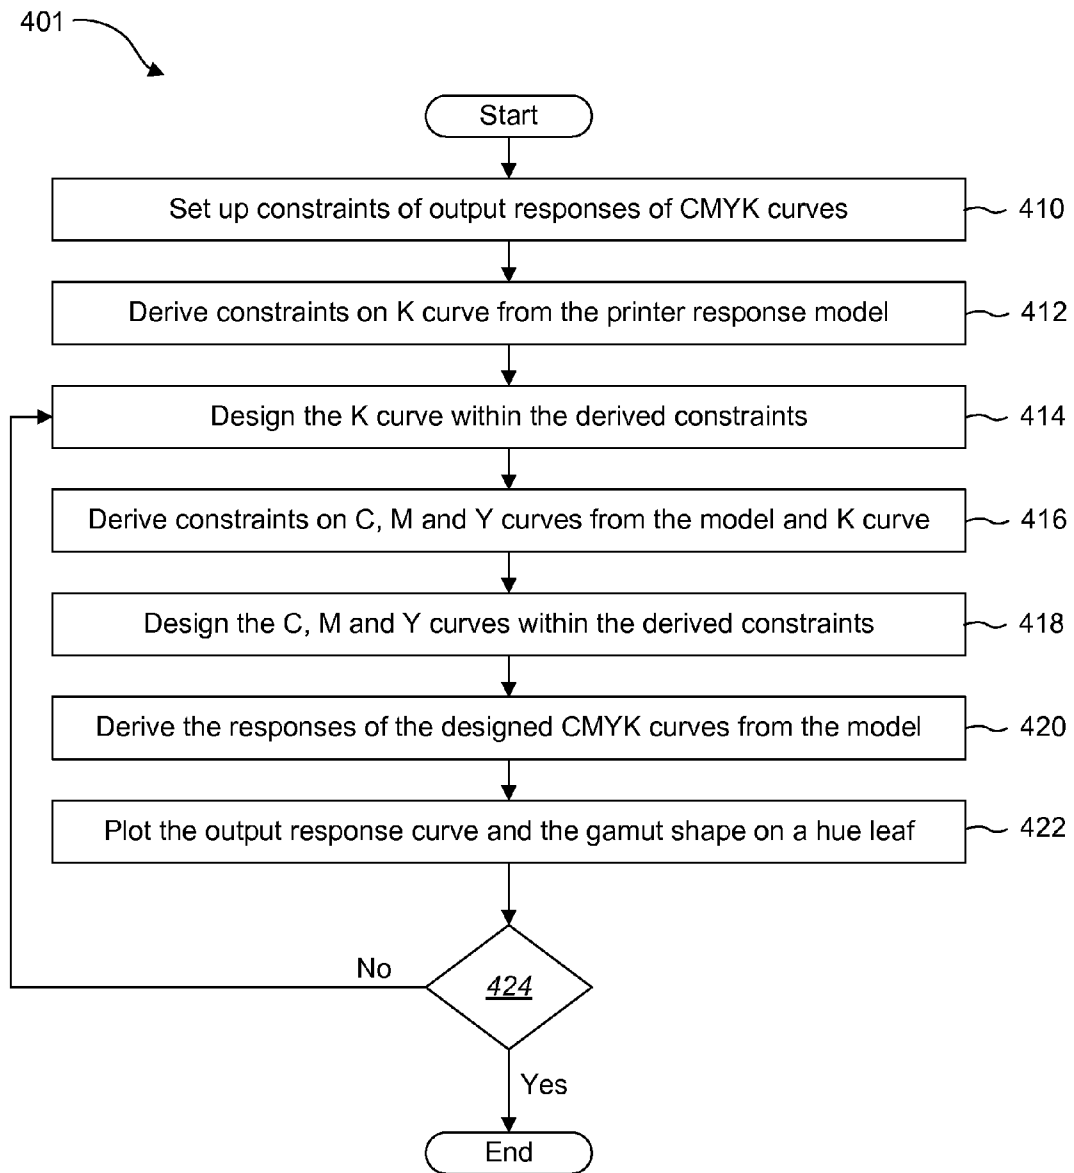 401
Start
Set up constraints of output responses of CMYK curves
410
Derive constraints on K curve from the printer response model
412
Design the K curve within the derived constraints
414
Derive constraints on C, M and Y curves from the model and K curve
416
Design the C, M and Y curves within the derived constraints
418
Derive the responses of the designed CMYK curves from the model
420
Plot the output response curve and the gamut shape on a hue leaf
422
No
424
Yes
End